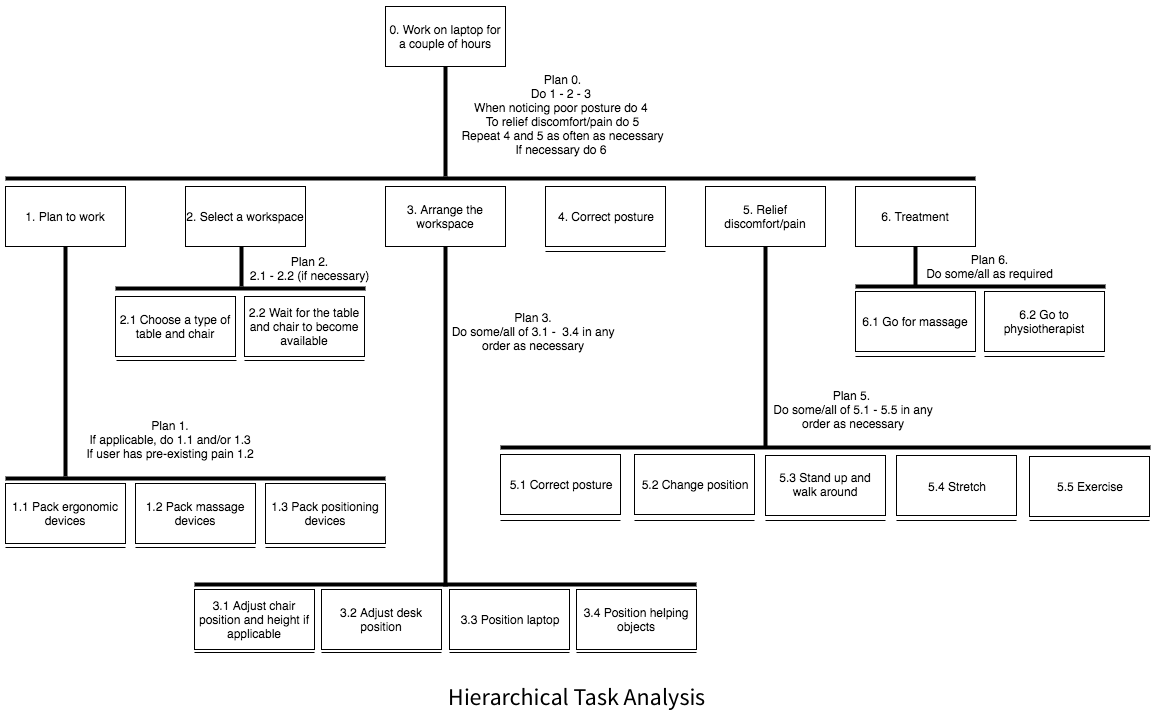 0. Work on laptop for
a couple of hours
Plan 0.
Do 1 - 2 - 3
When noticing poor posture do 4
To relief discomfort/pain do 5
Repeat 4 and 5 as often as necessary
If necessary do 6
1. Plan to work
2. Select a workspace
3. Arrange the
workspace
4. Correct posture
5. Relief
discomfort/pain
6. Treatment
Plan 2.
2.1 - 2.2 (if necessary)
Plan 6.
Do some/all as required
2.1 Choose a type of
table and chair
2.2 Wait for the table
and chair to become
available
Plan 3.
Do some/all of 3.1 - 3.4 in any
order as necessary
6.1 Go for massage
6.2 Go to
physiotherapist
Plan 5.
Do some/all of 5.1 - 5.5 in any
order as necessary
Plan 1.
If applicable, do 1.1 and/or 1.3
If user has pre-existing pain 1.2
5.1 Correct posture
5.2 Change position
5.3 Stand up and
walk around
5.4 Stretch
5.5 Exercise
1.1 Pack ergonomic
devices
1.2 Pack massage
devices
1.3 Pack positioning
devices
3.1 Adjust chair
position and height if
applicable
3.2 Adjust desk
position
3.3 Position laptop
3.4 Position helping
objects
Hierarchical Task Analysis